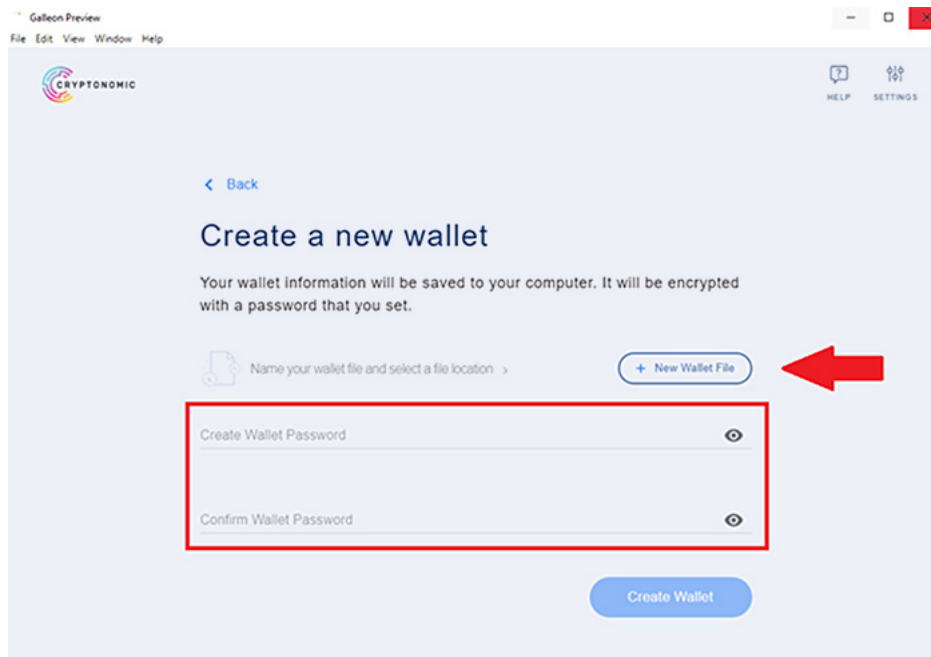 Galleon Preview
File Edit View Window Help
CRYPTONOMIC
HELP SETTINGS
Back
Create a new wallet
Your wallet information will be saved to your computer. It will be encrypted
with a password that you set.
Name your wallet file and select a file location >
+ New Wallet File
Create Wallet Password
Confirm Wallet Password
Create Wallet